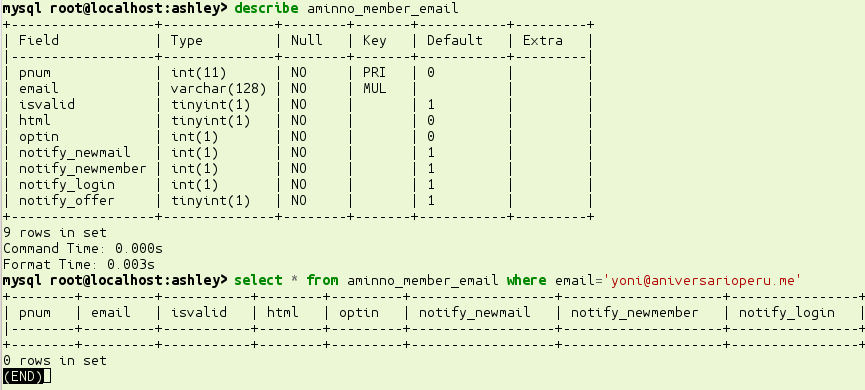 mysql root@localhost:ashley> describe aminno_member_email
+-----------------+--------------+--------+-------+-----------+---------+
| Field | Type | Null | Key | Default | Extra |
|-----------------+--------------+--------+-------+-----------+---------|
| pnum | int(11) | NO | PRI | 0 | |
| email | varchar(128) | NO | MUL | | |
| isvalid | tinyint(1) | NO | | 1 | |
| html | tinyint(1) | NO | | 0 | |
| optin | int(1) | NO | | 0 | |
| notify_newmail | int(1) | NO | | 1 | |
| notify_newmember | int(1) | NO | | 1 | |
| notify_login | int(1) | NO | | 1 | |
| notify_offer | tinyint(1) | NO | | 1 | |
+-----------------+--------------+--------+-------+-----------+---------+
9 rows in set
Command Time: 0.000s
Format Time: 0.003s
mysql root@localhost:ashley> select * from aminno_member_email where email='yoni@aniversarioperu.me'
+--------+---------+-----------+--------+---------+------------------+--------------------+----------------+
| pnum | email | isvalid | html | optin | notify_newmail | notify_newmember | notify_login |
|--------+---------+-----------+--------+---------+------------------+--------------------+----------------+
+--------+---------+-----------+--------+---------+------------------+--------------------+----------------+
0 rows in set
(END)